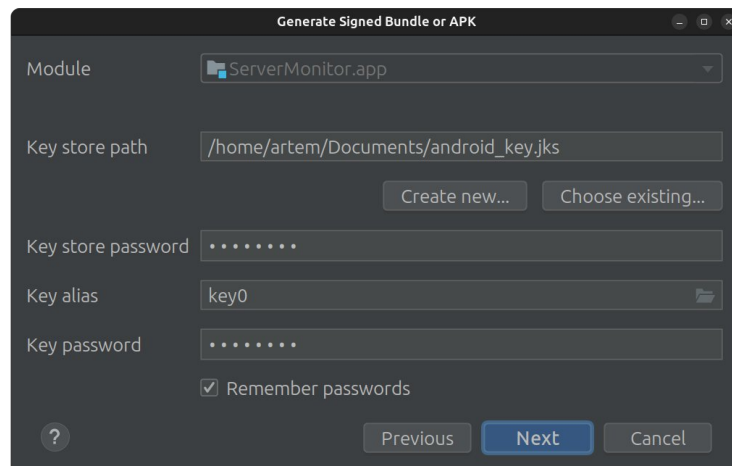 Generate Signed Bundle or APK
Module ServerMonitor.app
Key store path /home/artem/Documents/android_key.jks
Create new... Choose existing...
Key store password ••••••••
Key alias key0
Key password ••••••••
Remember passwords
? Previous Next Cancel